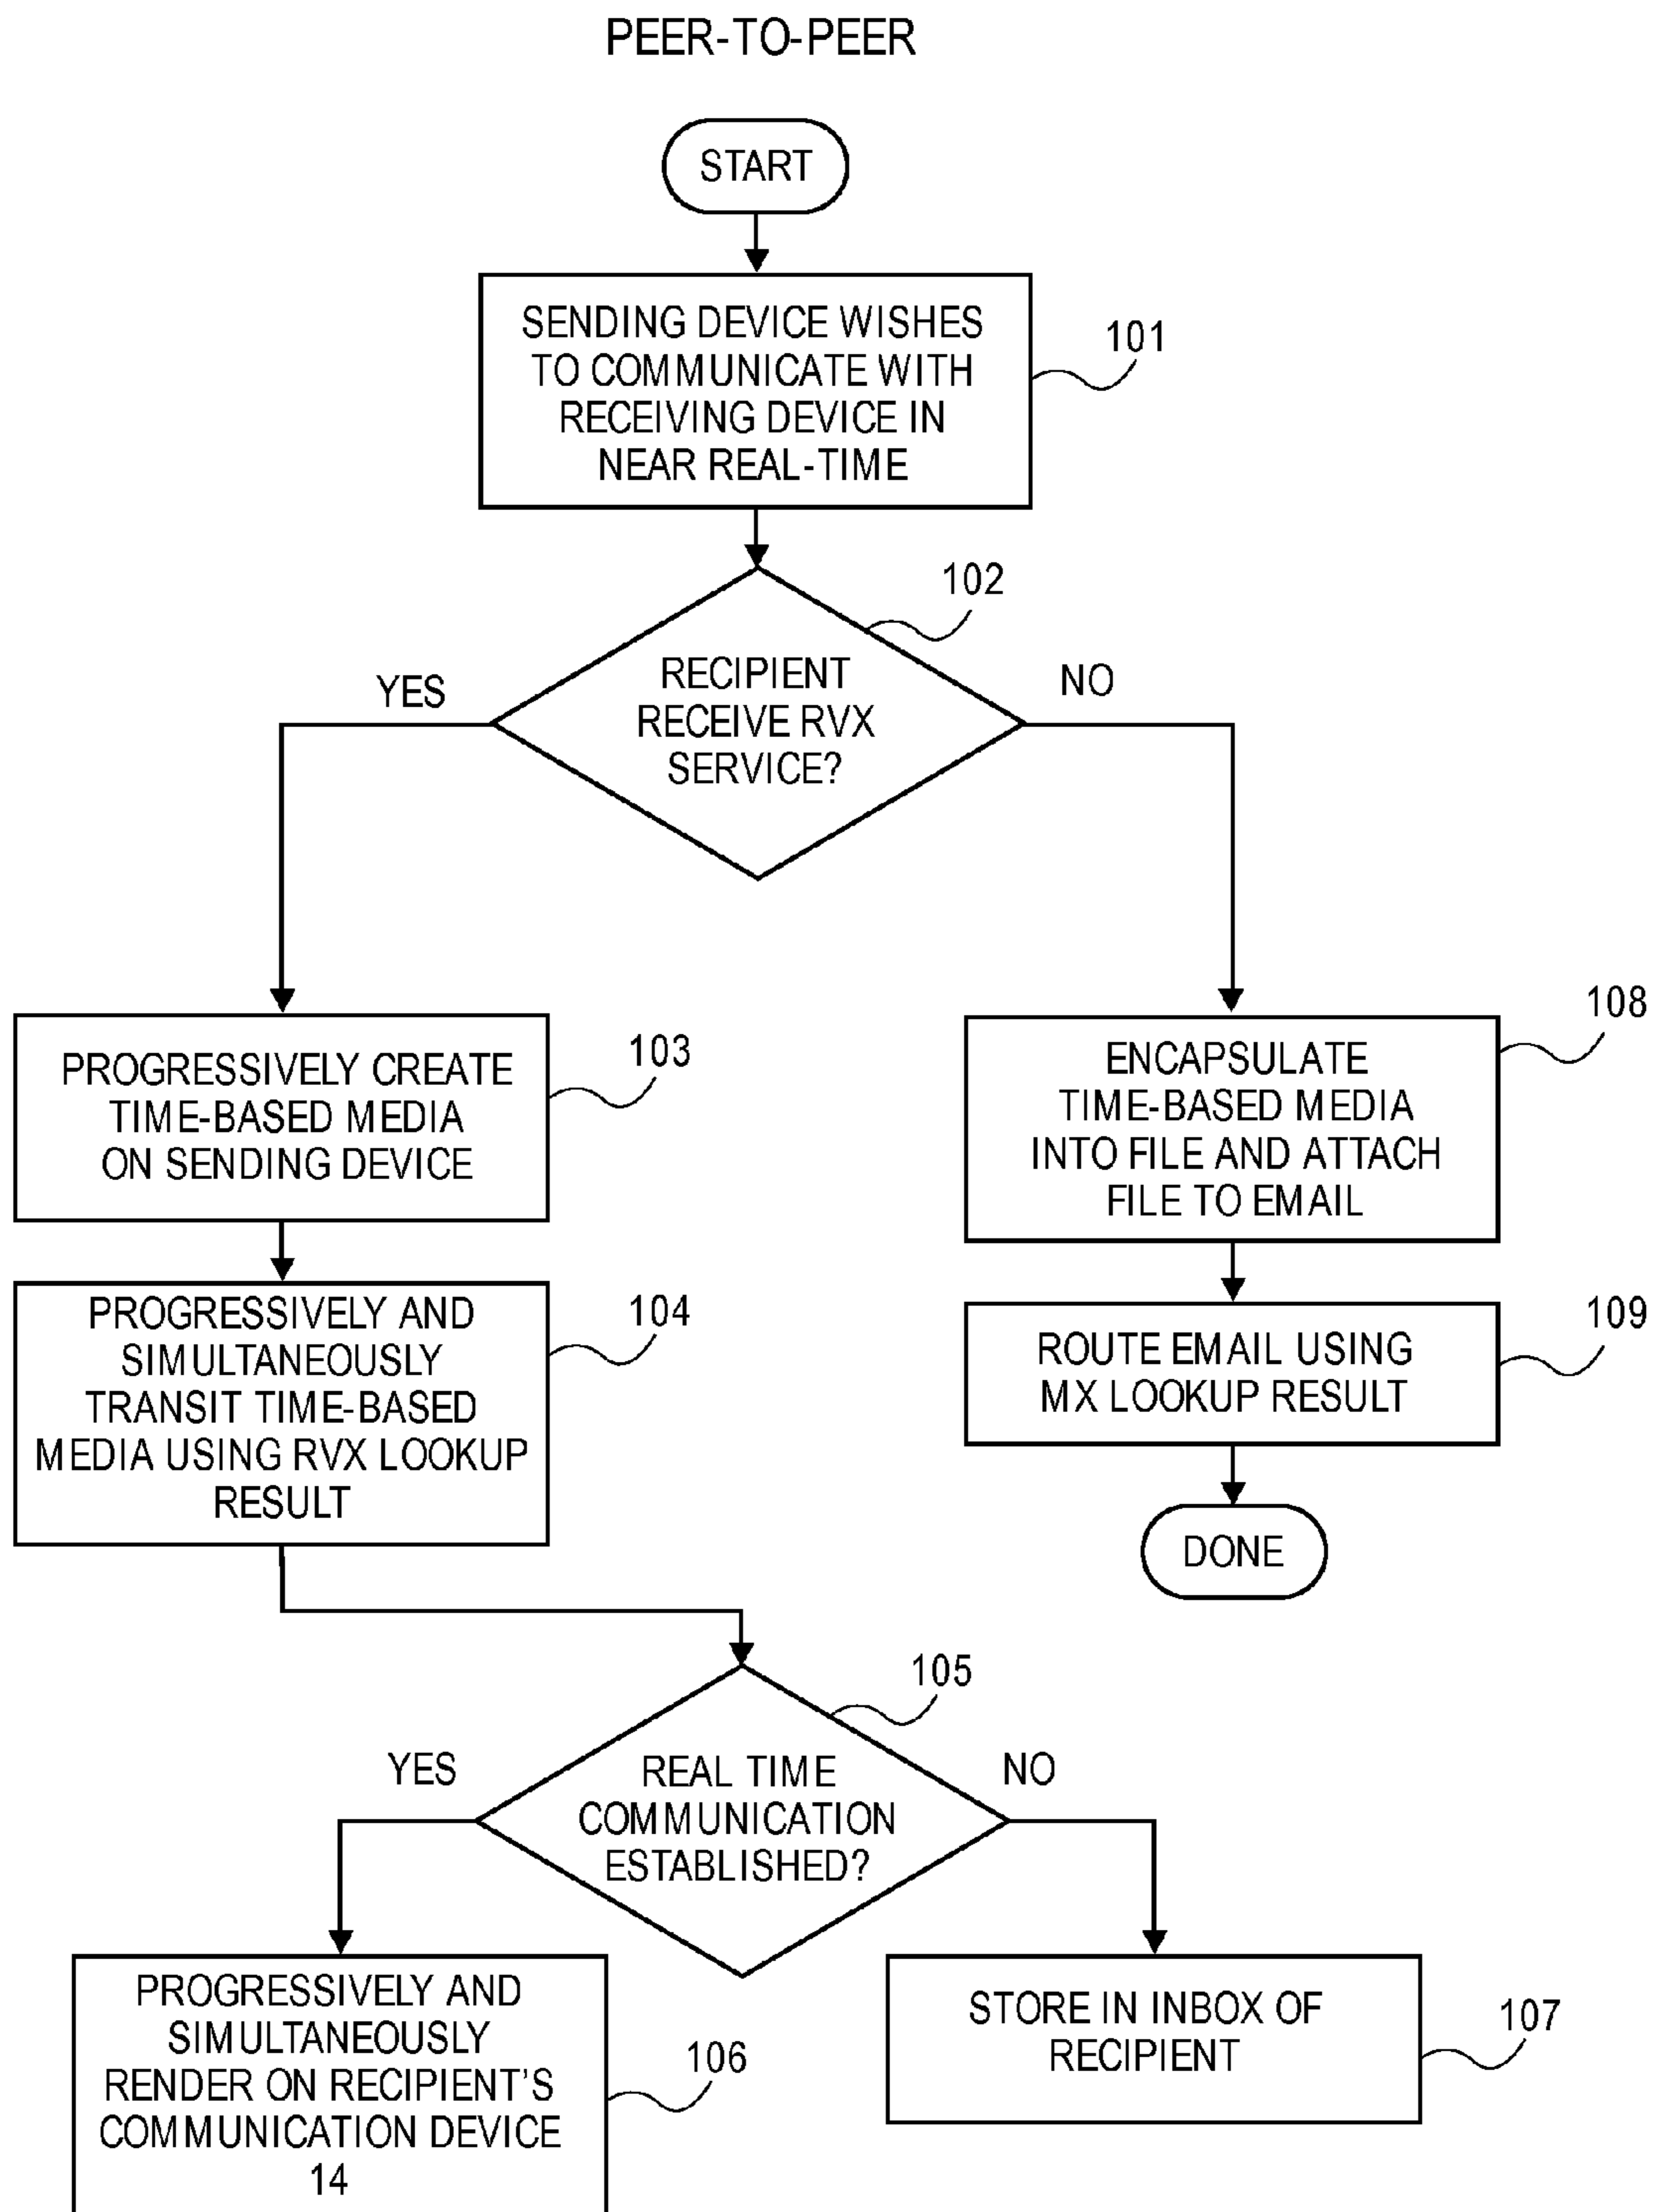 PEER-TO-PEER
START
SENDING DEVICE WISHES
TO COMMUNICATE WITH
RECEIVING DEVICE IN
NEAR REAL-TIME
101
102
RECIPIENT
RECEIVE RVX
SERVICE?
YES
NO
PROGRESSIVELY CREATE
TIME-BASED MEDIA
ON SENDING DEVICE
103
PROGRESSIVELY AND
SIMULTANEOUSLY
TRANSIT TIME-BASED
MEDIA USING RVX LOOKUP
RESULT
104
ENCAPSULATE
TIME-BASED MEDIA
INTO FILE AND ATTACH
FILE TO EMAIL
108
ROUTE EMAIL USING
MX LOOKUP RESULT
109
DONE
105
REAL TIME
COMMUNICATION
ESTABLISHED?
YES
NO
PROGRESSIVELY AND
SIMULTANEOUSLY
RENDER ON RECIPIENT'S
COMMUNICATION DEVICE
14
106
STORE IN INBOX OF
RECIPIENT
107